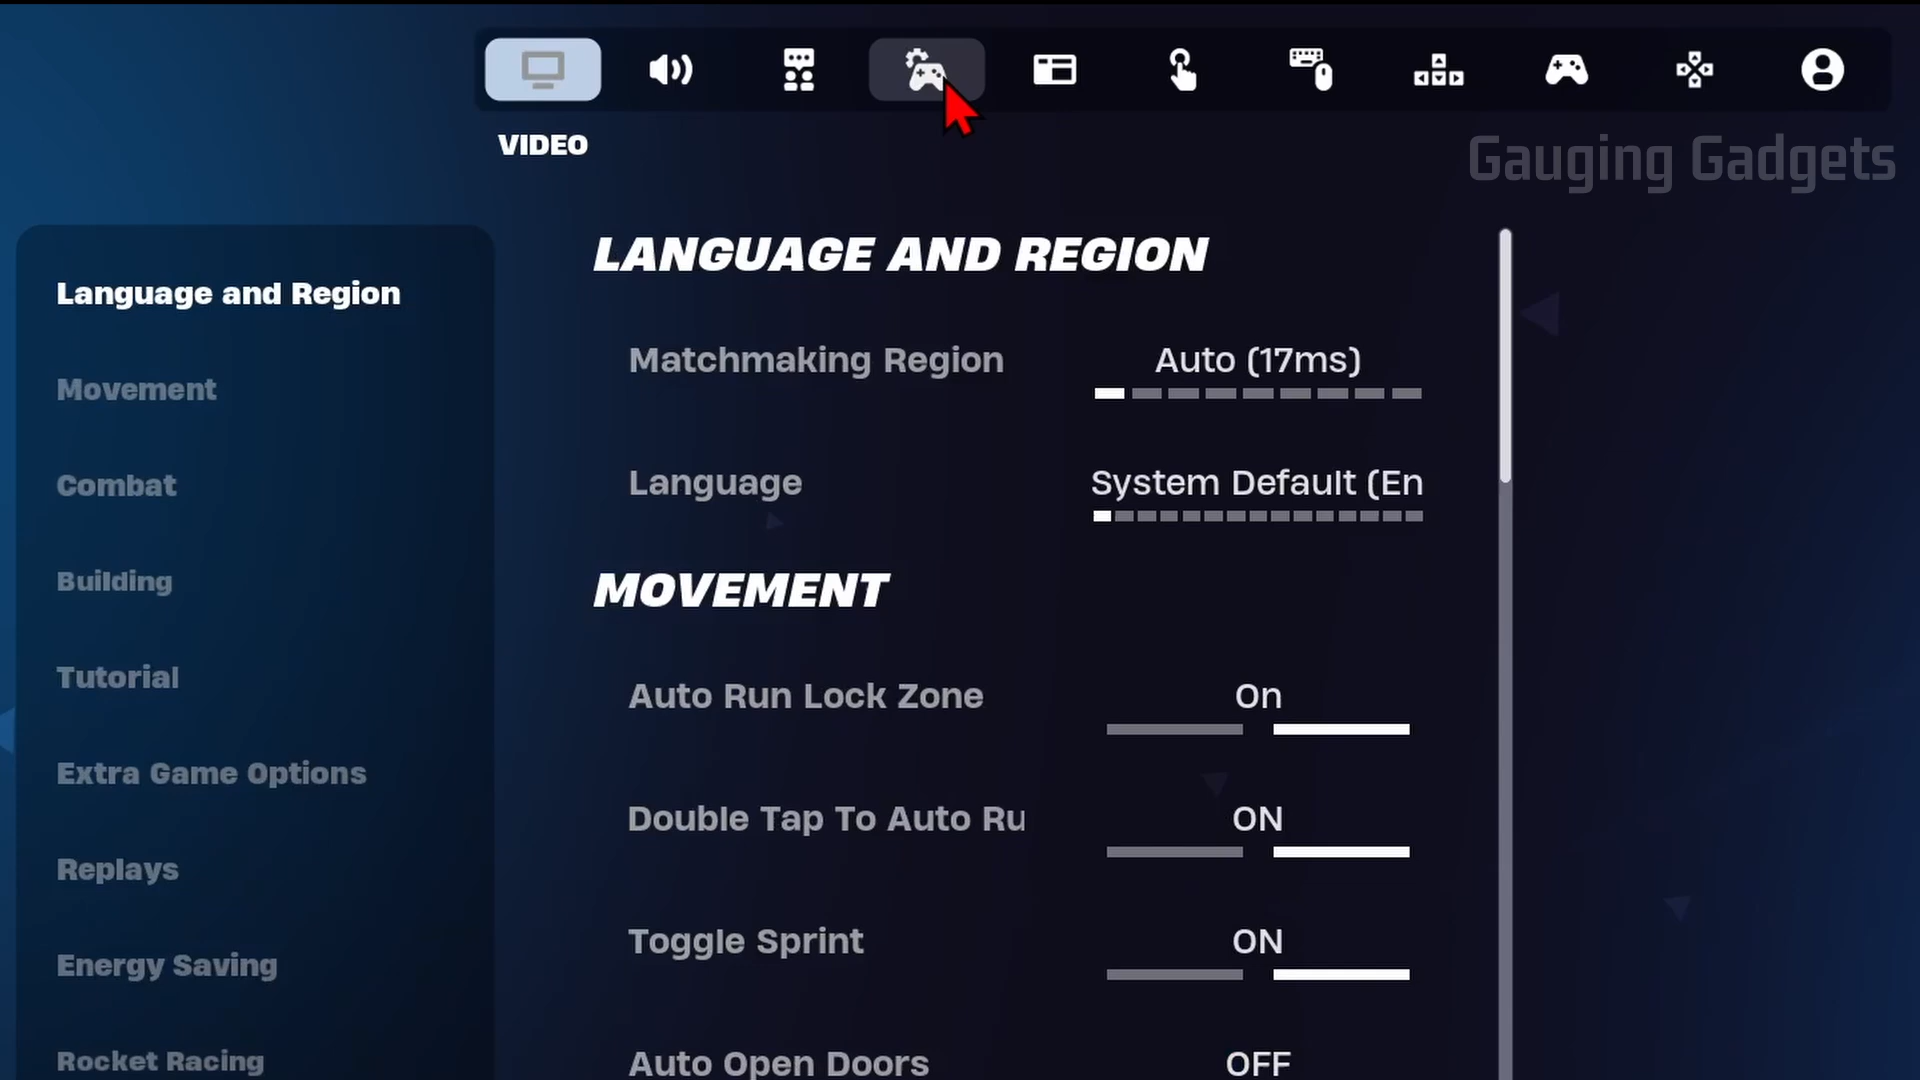 VIDEO
Gauging Gadgets
Language and Region
Movement
Combat
Building
Tutorial
Extra Game Options
Replays
Energy Saving
Rocket Racing
LANGUAGE AND REGION
Matchmaking Region
Auto (17ms)
Language
System Default (En
MOVEMENT
Auto Run Lock Zone
On
Double Tap To Auto Ru
ON
Toggle Sprint
ON
Auto Open Doors
OFF